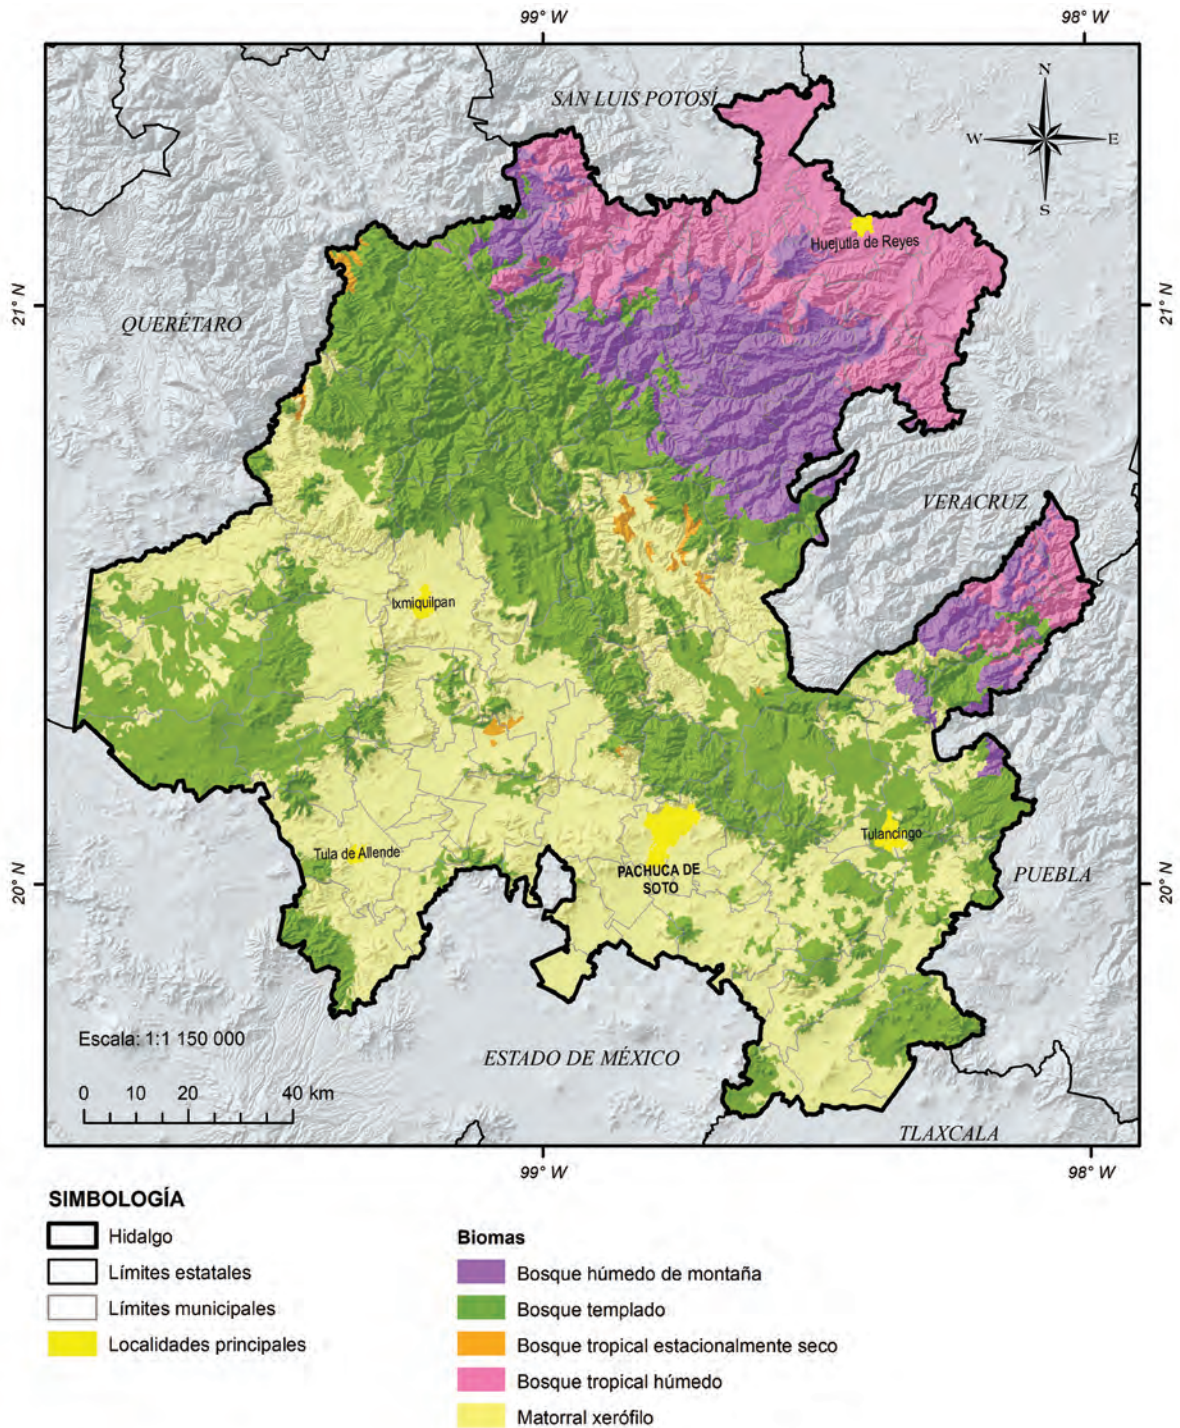 99° W
98° W
SAN LUIS POTOSÍ
N
W
E
S
Huejutla de Reyes
21° N
21° N
QUERÉTARO
VERACRUZ
Ixmiquilpan
Tulancingo
Tula de Allende
PACHUCA DE
SOTO
PUEBLA
20° N
20° N
Escala: 1:1 150 000
ESTADO DE MÉXICO
0
20
40 km
TLAXCALA
99° W
98° W
SIMBOLOGÍA
Hidalgo
Límites estatales
Límites municipales
Localidades principales
Biomas
Bosque húmedo de montaña
Bosque templado
Bosque tropical estacionalmente seco
Bosque tropical húmedo
Matorral xerófilo